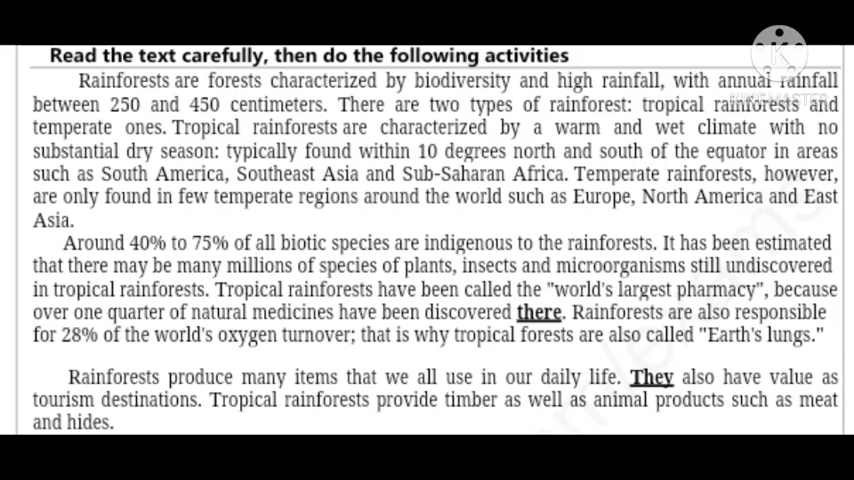 Read the text carefully, then do the following activities
Rainforests are forests characterized by biodiversity and high rainfall, with annual rainfall
between 250 and 450 centimeters. There are two types of rainforest: tropical rainforests and
temperate ones. Tropical rainforests are characterized by a warm and wet climate with no
substantial dry season: typically found within 10 degrees north and south of the equator in areas
such as South America, Southeast Asia and Sub-Saharan Africa. Temperate rainforests, however,
are only found in few temperate regions around the world such as Europe, North America and East
Asia.
Around 40% to 75% of all biotic species are indigenous to the rainforests. It has been estimated
that there may be many millions of species of plants, insects and microorganisms still undiscovered
in tropical rainforests. Tropical rainforests have been called the "world's largest pharmacy", because
over one quarter of natural medicines have been discovered there. Rainforests are also responsible
for 28% of the world's oxygen turnover; that is why tropical forests are also called "Earth's lungs."
Rainforests produce many items that we all use in our daily life. They also have value as
tourism destinations. Tropical rainforests provide timber as well as animal products such as meat
and hides.
K
KINEMASTER